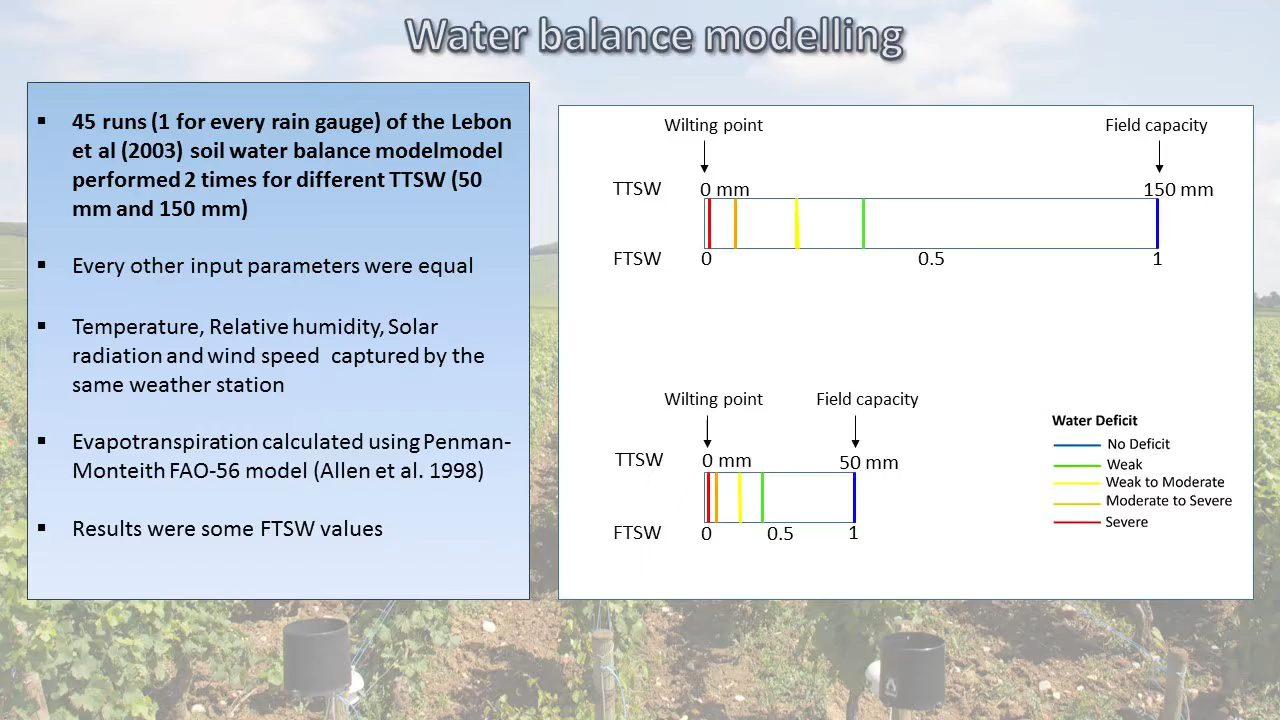 Water balance modelling
▪ 45 runs (1 for every rain gauge) of the Lebon
et al (2003) soil water balance modelmodel
performed 2 times for different TTSW (50
mm and 150 mm)
▪ Every other input parameters were equal
▪ Temperature, Relative humidity, Solar
radiation and wind speed captured by the
same weather station
▪ Evapotranspiration calculated using Penman-
Monteith FAO-56 model (Allen et al. 1998)
▪ Results were some FTSW values
Wilting point Field capacity
TTSW 0 mm 150 mm
FTSW 0 0.5 1
Wilting point Field capacity
TTSW 0 mm 50 mm
FTSW 0 0.5 1
Water Deficit
No Deficit
Weak
Weak to Moderate
Moderate to Severe
Severe